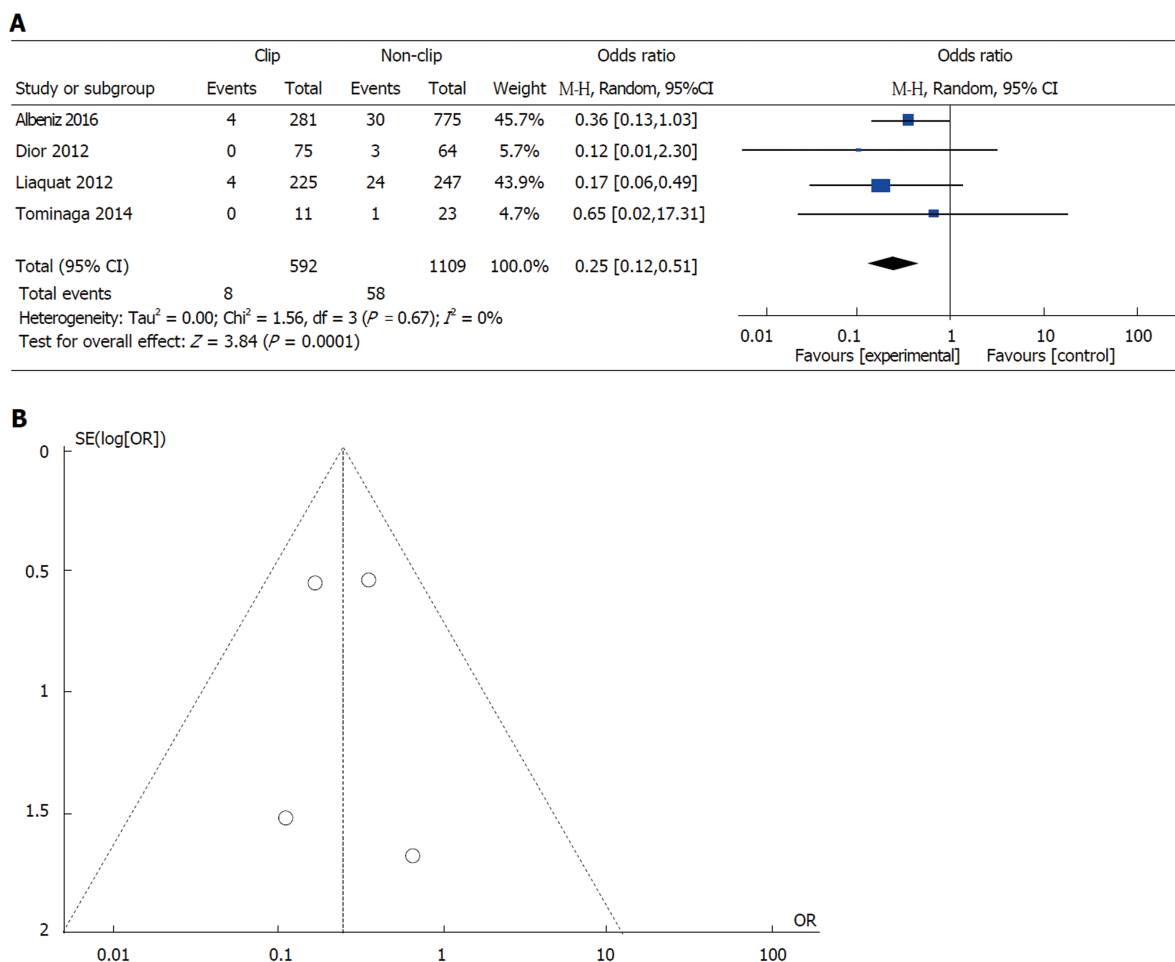 A
Clip Non-clip Odds ratio Odds ratio
Study or subgroup Events Total Events Total Weight M-H, Random, 95%CI M-H, Random, 95% CI
Albeniz 2016 4 281 30 775 45.7% 0.36 [0.13,1.03]
Dior 2012 0 75 3 64 5.7% 0.12 [0.01,2.30]
Liaquat 2012 4 225 24 247 43.9% 0.17 [0.06,0.49]
Tominaga 2014 0 11 1 23 4.7% 0.65 [0.02,17.31]
Total (95% CI) 592 1109 100.0% 0.25 [0.12,0.51]
Total events 8 58
Heterogeneity: Tau² = 0.00; Chi² = 1.56, df = 3 (P = 0.67); I² = 0%
Test for overall effect: Z = 3.84 (P = 0.0001)
0.01 0.1 1 10 100
Favours [experimental] Favours [control]
B
SE(log[OR])
0
0.5
1
1.5
2
OR
0.01 0.1 1 10 100